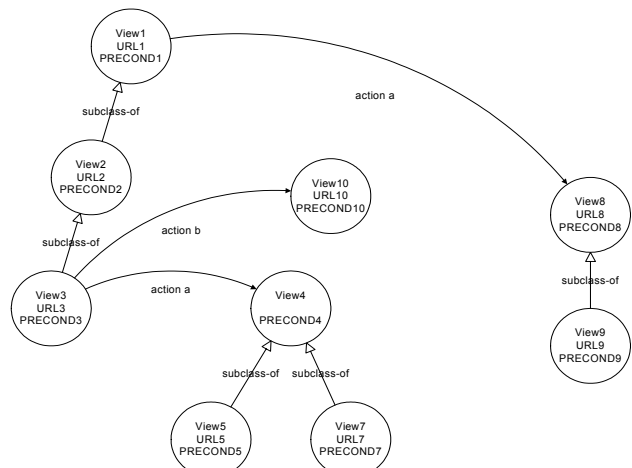 View1
URL1
PRECOND1
action a
subclass-of
View2
URL2
PRECOND2
View10
URL10
PRECOND10
View8
URL8
PRECOND8
subclass-of
action b
subclass-of
View3
URL3
PRECOND3
action a
View4
PRECOND4
View9
URL9
PRECOND9
subclass-of
subclass-of
View5
URL5
PRECOND5
View7
URL7
PRECOND7